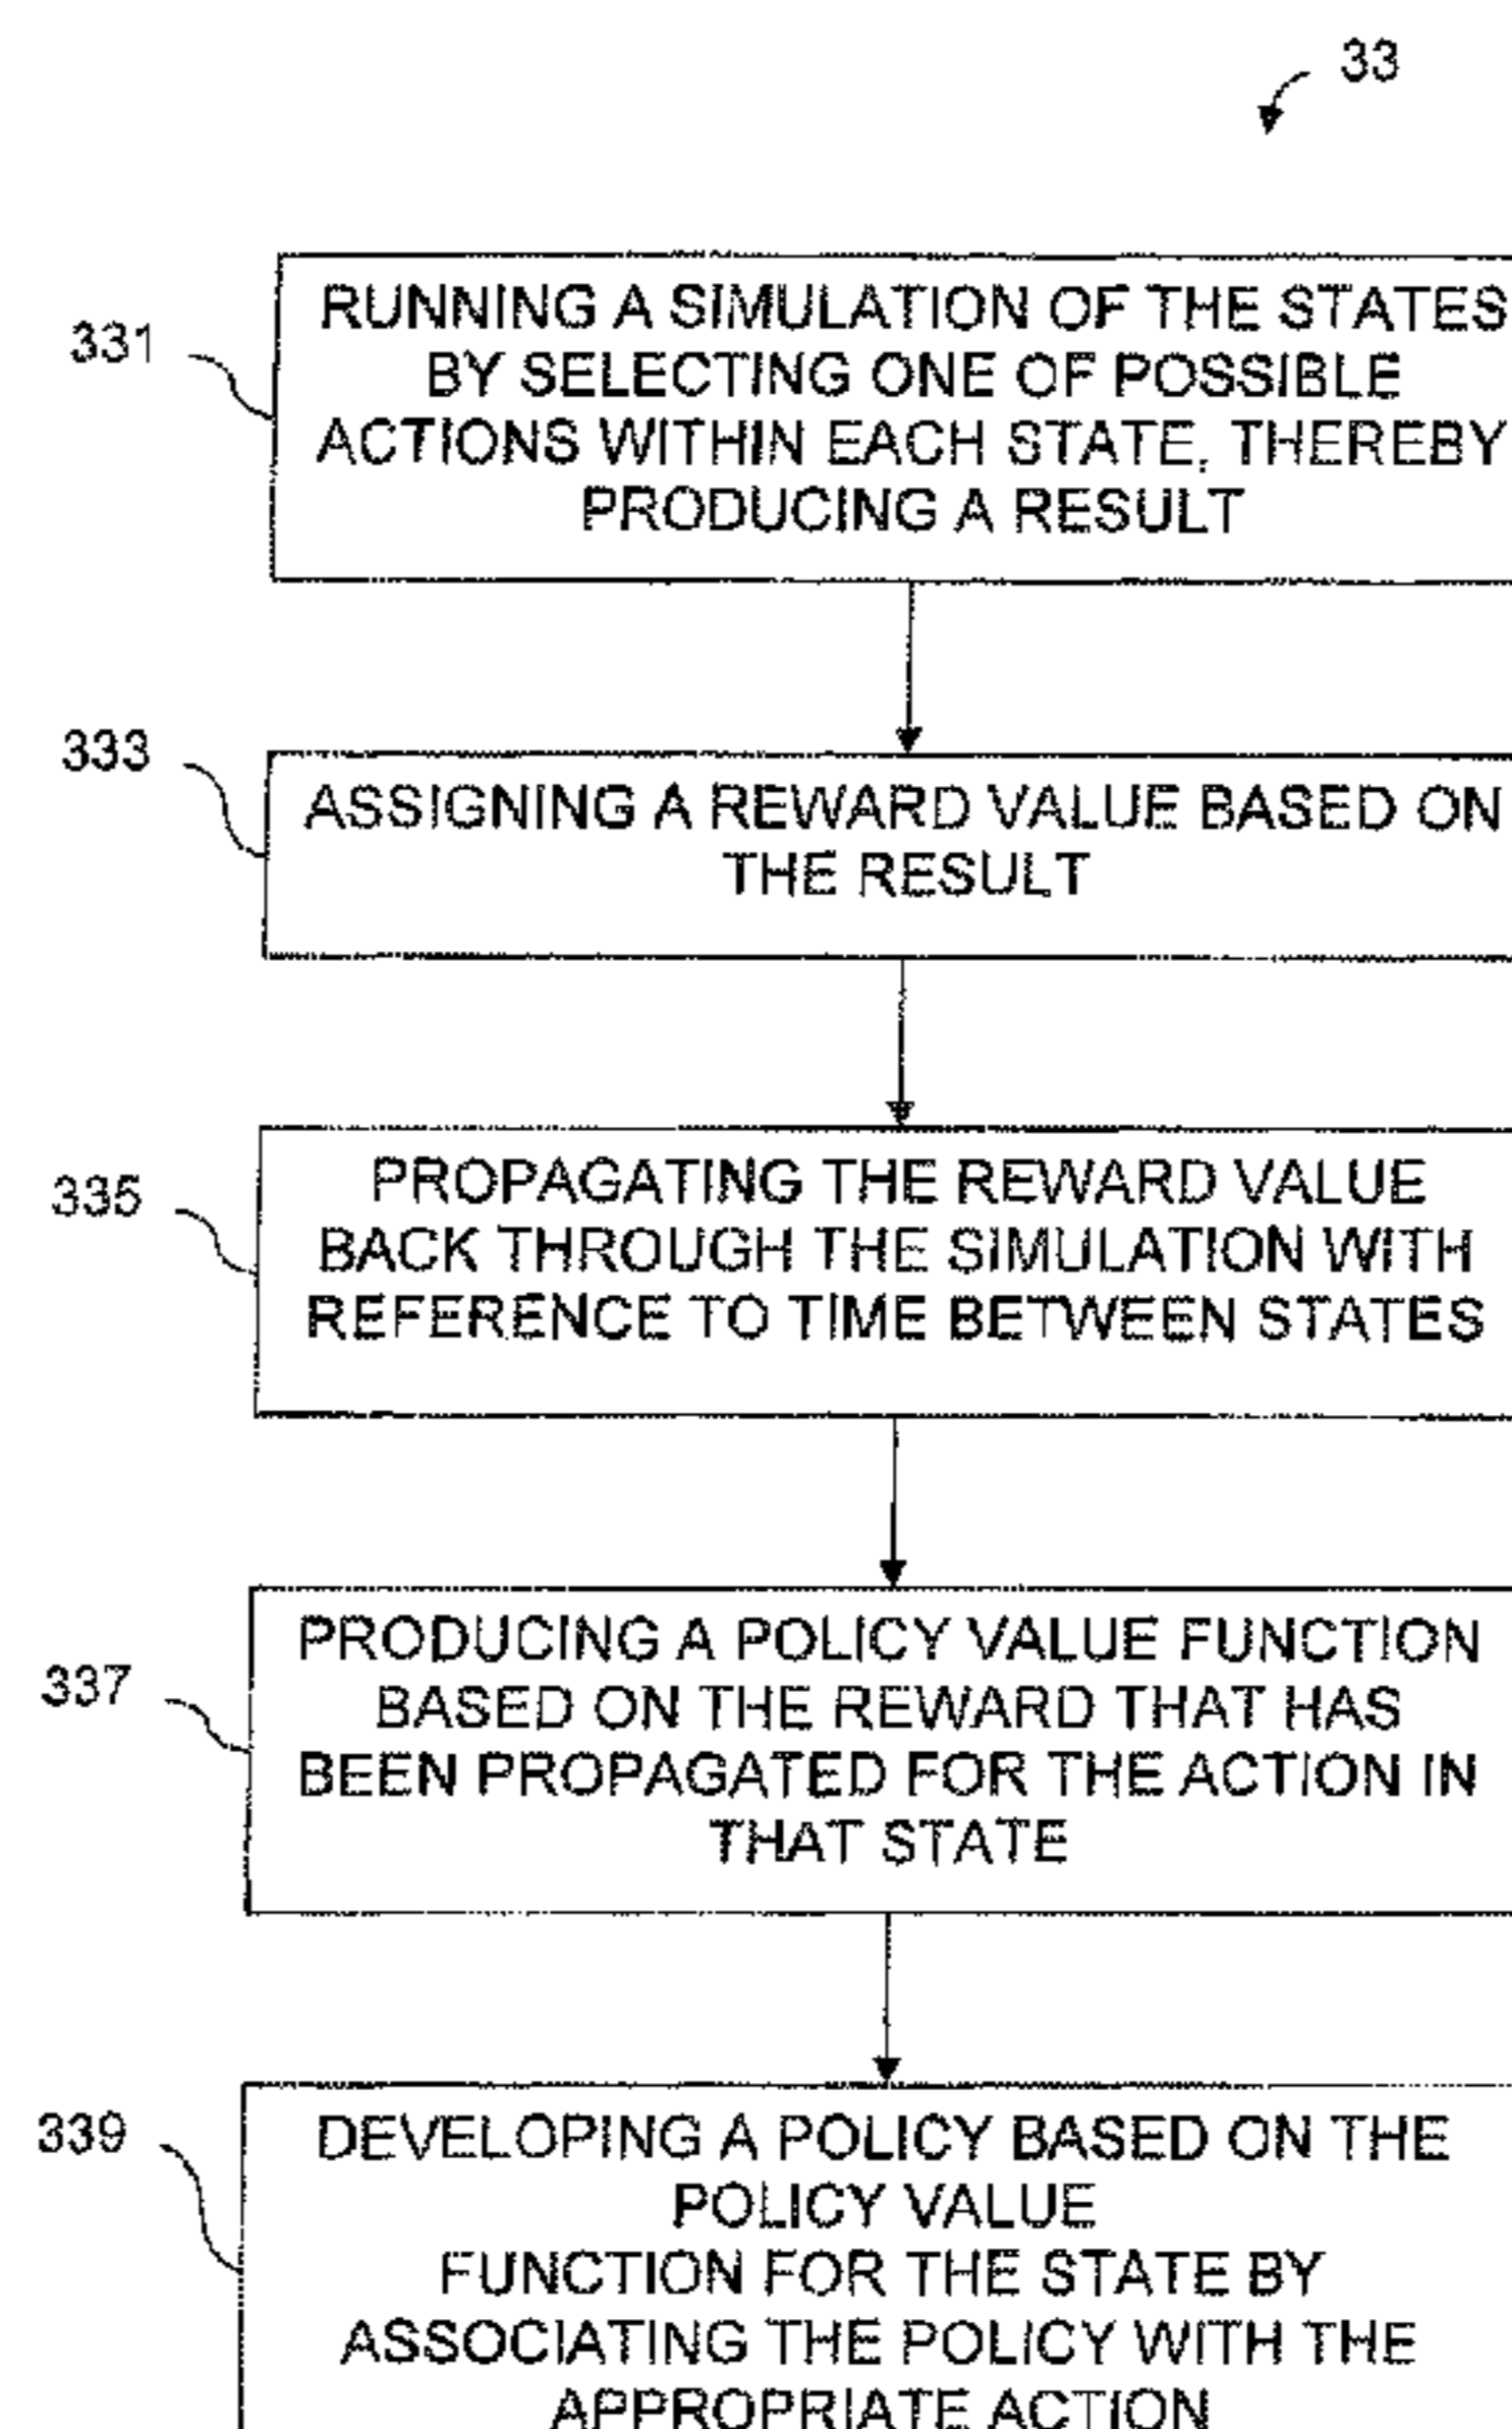 33
331
RUNNING A SIMULATION OF THE STATES
BY SELECTING ONE OF POSSIBLE
ACTIONS WITHIN EACH STATE, THEREBY
PRODUCING A RESULT
333
ASSIGNING A REWARD VALUE BASED ON
THE RESULT
335
PROPAGATING THE REWARD VALUE
BACK THROUGH THE SIMULATION WITH
REFERENCE TO TIME BETWEEN STATES
337
PRODUCING A POLICY VALUE FUNCTION
BASED ON THE REWARD THAT HAS
BEEN PROPAGATED FOR THE ACTION IN
THAT STATE
339
DEVELOPING A POLICY BASED ON THE
POLICY VALUE
FUNCTION FOR THE STATE BY
ASSOCIATING THE POLICY WITH THE
APPROPRIATE ACTION